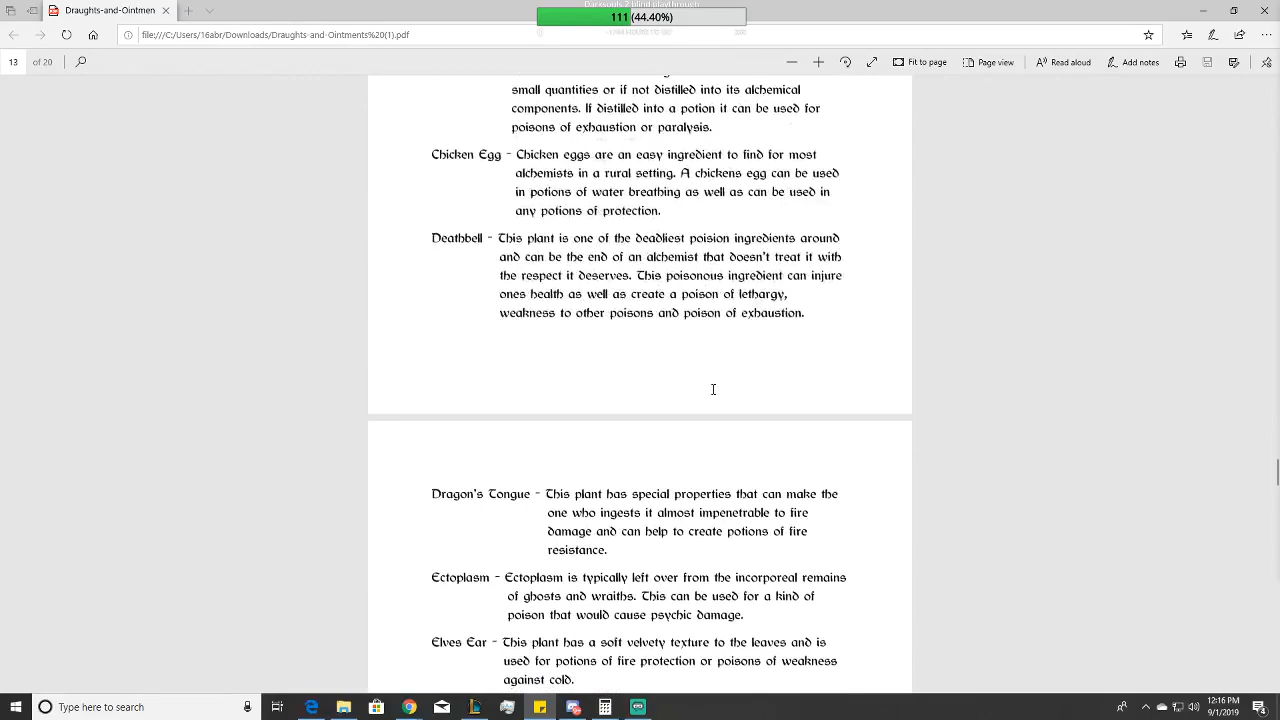 Darksouls 2 blind playthrough
111 (44.40%)
Draughts-and-Ointmen
file:///C:/Users/16abr/Downloads/Draughts-and-Ointments%20(1).pdf
13 of 20
Fit to page
Page view
Read aloud
Add notes
small quantities or if not distilled into its alchemical
components. If distilled into a potion it can be used for
poisons of exhaustion or paralysis.
Chicken Egg - Chicken eggs are an easy ingredient to find for most
alchemists in a rural setting. A chickens egg can be used
in potions of water breathing as well as can be used in
any potions of protection.
Deathbell - This plant is one of the deadliest poision ingredients around
and can be the end of an alchemist that doesn't treat it with
the respect it deserves. This poisonous ingredient can injure
ones health as well as create a poison of lethargy,
weakness to other poisons and poison of exhaustion.
Dragon's Tongue - This plant has special properties that can make the
one who ingests it almost impenetrable to fire
damage and can help to create potions of fire
resistance.
Ectoplasm - Ectoplasm is typically left over from the incorporeal remains
of ghosts and wraiths. This can be used for a kind of
poison that would cause psychic damage.
Elves Ear - This plant has a soft velvety texture to the leaves and is
used for potions of fire protection or poisons of weakness
against cold.
Type here to search
12:16 PM
9/1/2019